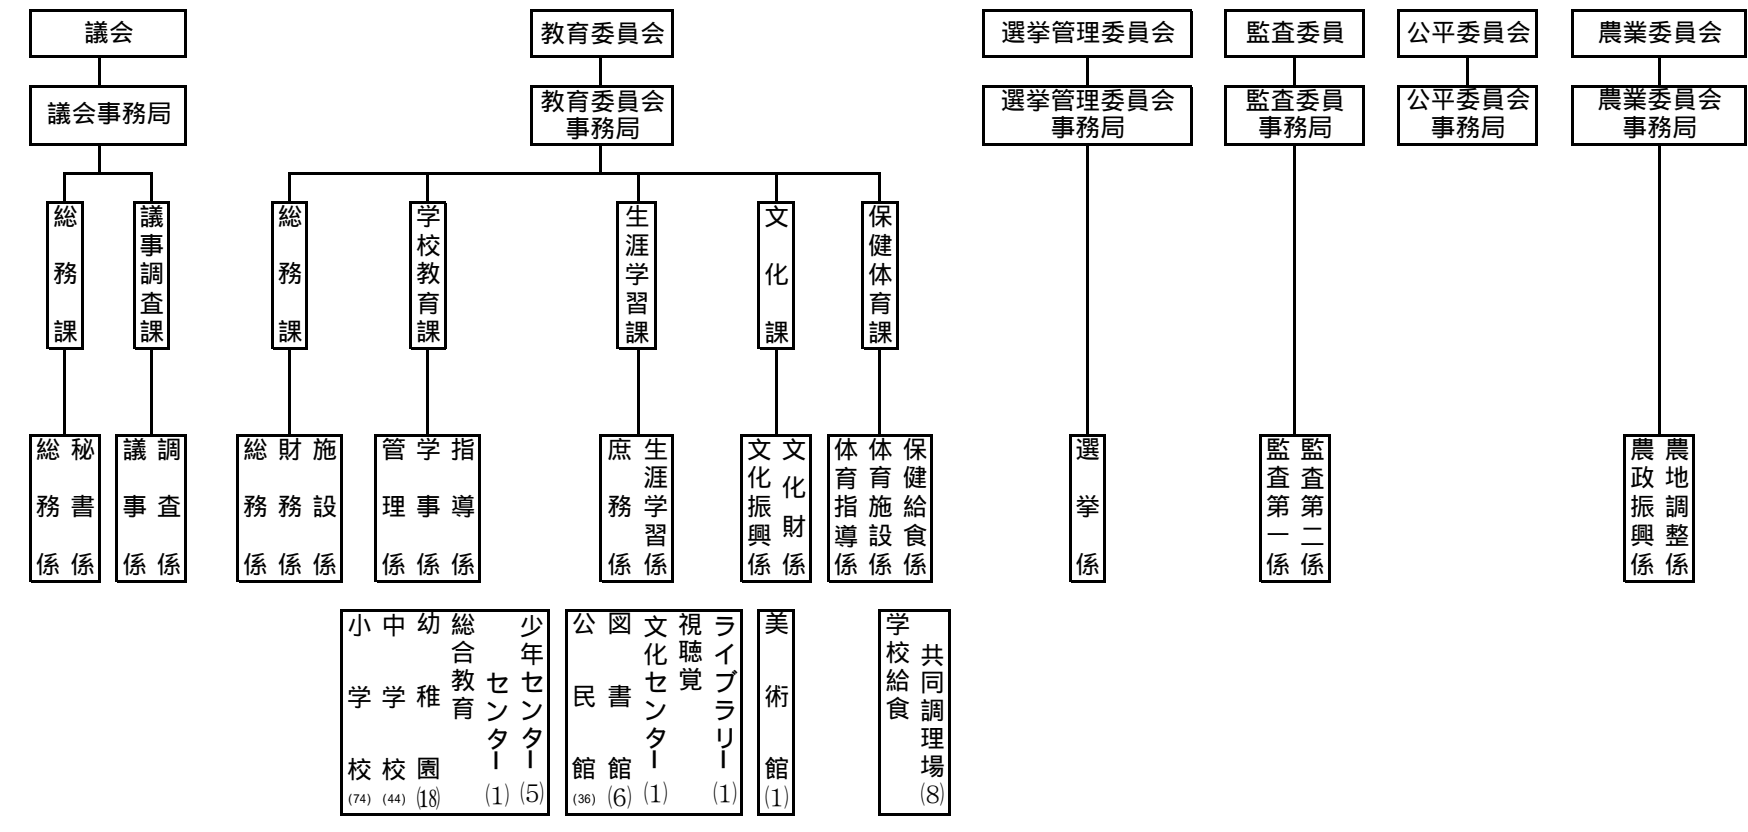 議会
教育委員会
選挙管理委員会
監査委員
公平委員会
農業委員会
議会事務局
教育委員会
事務局
選挙管理委員会
事務局
監査委員
事務局
公平委員会
事務局
農業委員会
事務局
総務課
議事調査課
総務課
学校教育課
生涯学習課
文化課
保健体育課
総務係
秘書係
議事係
調査係
総務係
財務係
施設係
管理係
学事係
指導係
庶務係
生涯学習係
文化振興係
文化財係
体育指導係
体育施設係
保健給食係
選挙係
監査第一係
監査第二係
農政振興係
農地調整係
小学校(74)
中学校(44)
幼稚園(18)
総合教育
センター(1)
少年センター(5)
公民館(36)
図書館(6)
文化センター(1)
視聴覚
ライブラリー(1)
美術館(1)
学校給食
共同調理場(8)